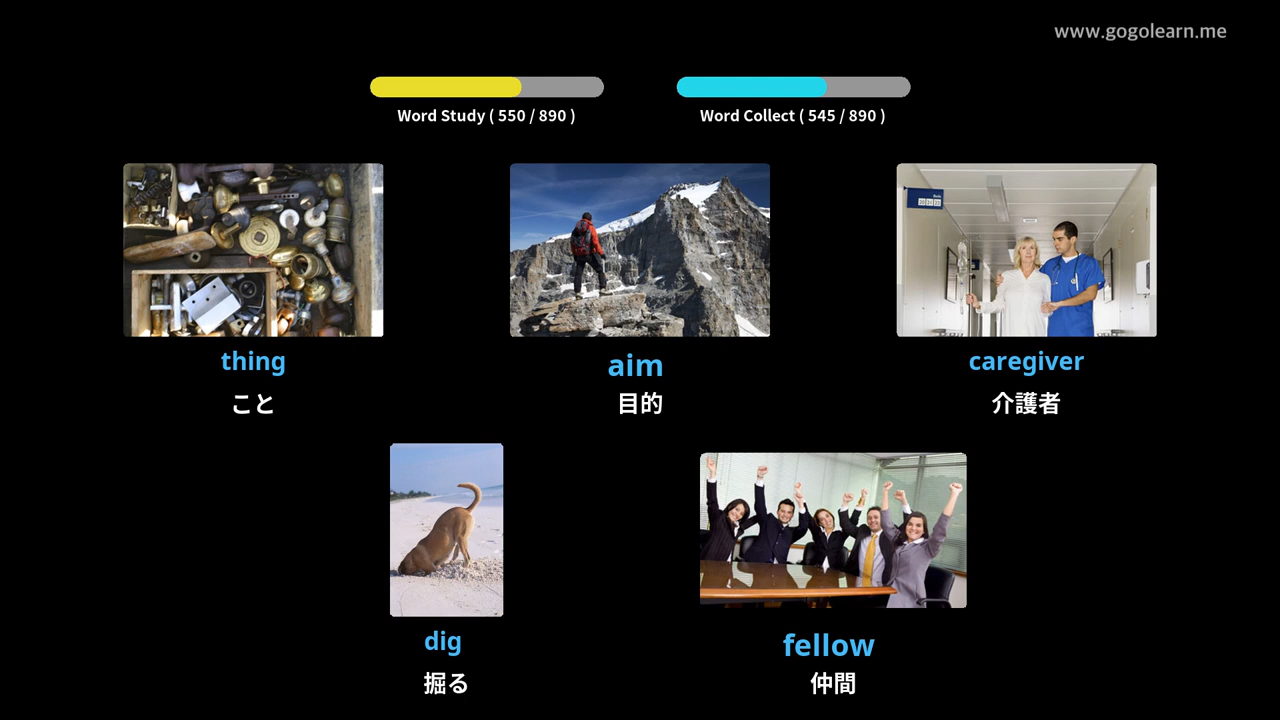 www.gogolearn.me
Word Study ( 550 / 890 )
Word Collect ( 545 / 890 )
thing
こと
aim
目的
caregiver
介護者
dig
掘る
fellow
仲間